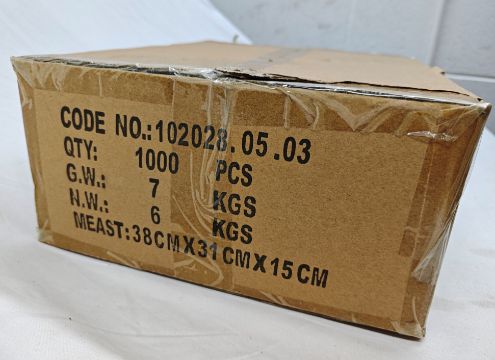 CODE NO.:102028.05.03
QTY: 1000 PCS
G.W.: 7 KGS
N.W.: 6 KGS
MEAST:38CMX31CMX15CM